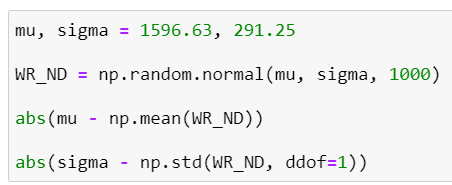 mu, sigma = 1596.63, 291.25
WR_ND = np.random.normal(mu, sigma, 1000)
abs(mu - np.mean(WR_ND))
abs(sigma - np.std(WR_ND, ddof=1))